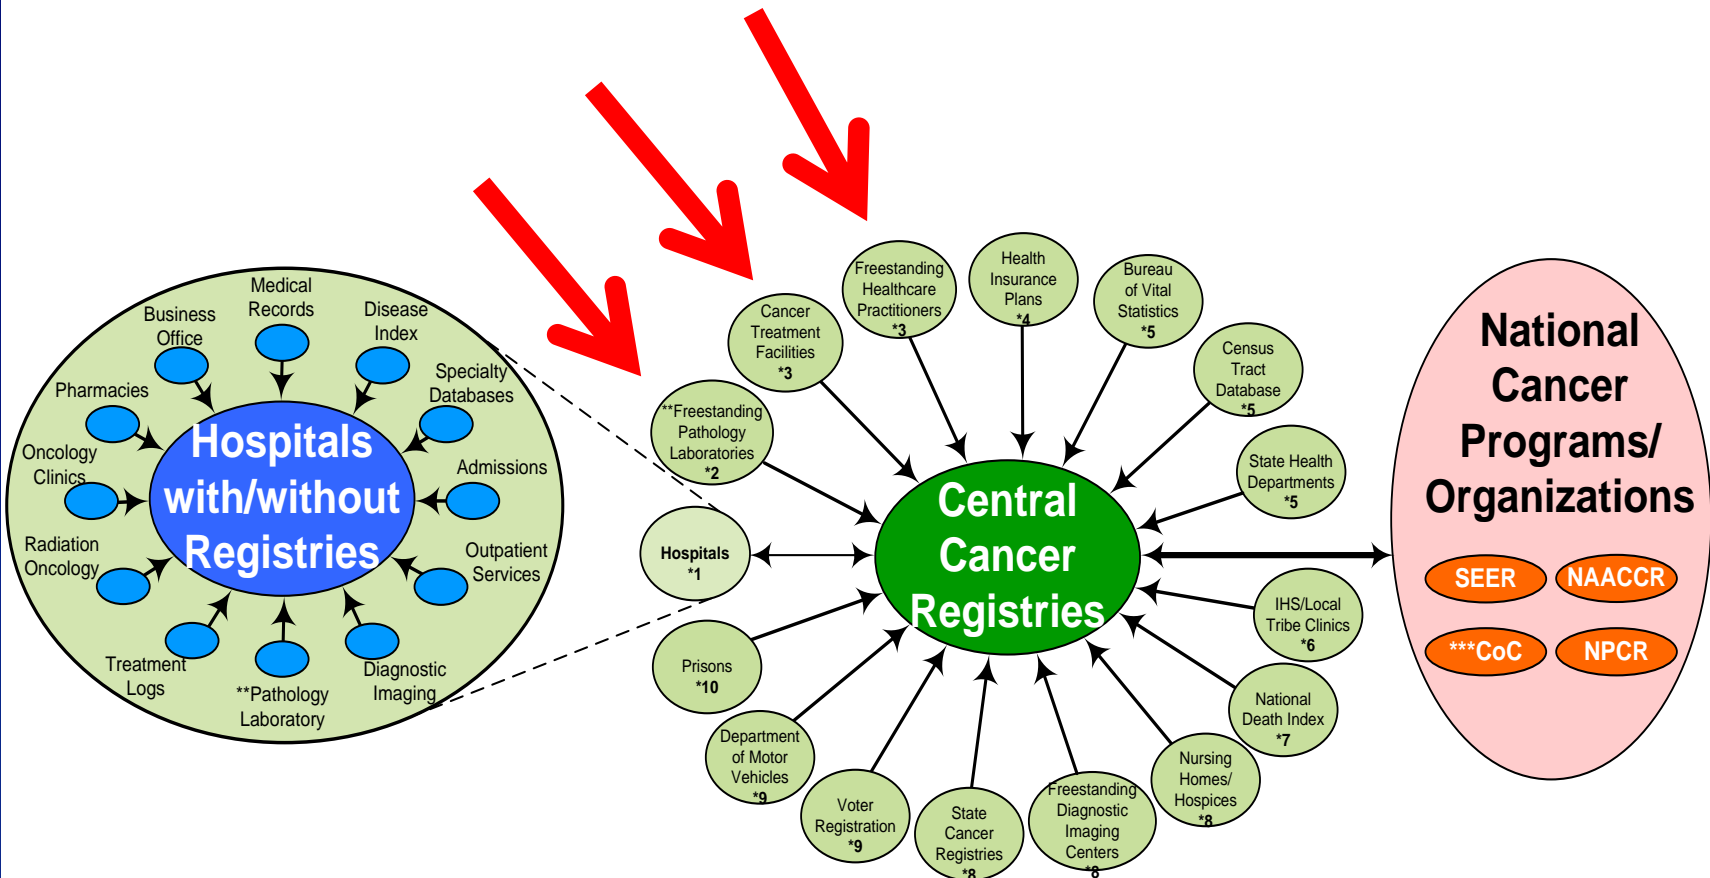 Medical
Records
Business
Office
Disease
Index
Pharmacies
Specialty
Databases
Oncology
Clinics
Admissions
Hospitals
with/without
Registries
Radiation
Oncology
Outpatient
Services
Treatment
Logs
**Pathology
Laboratory
Diagnostic
Imaging
Hospitals
*1
**Freestanding
Pathology
Laboratories
*2
Cancer
Treatment
Facilities
*3
Freestanding
Healthcare
Practitioners
*3
Health
Insurance
Plans
*4
Bureau
of Vital
Statistics
*5
Census
Tract
Database
*5
State Health
Departments
*5
Central
Cancer
Registries
IHS/Local
Tribe Clinics
*6
National
Death Index
*7
Nursing
Homes/
Hospices
*8
Freestanding
Diagnostic
Imaging
Centers
*8
State
Cancer
Registries
*8
Voter
Registration
*9
Department
of Motor
Vehicles
*9
Prisons
*10
National
Cancer
Programs/
Organizations
SEER
NAACCR
***CoC
NPCR